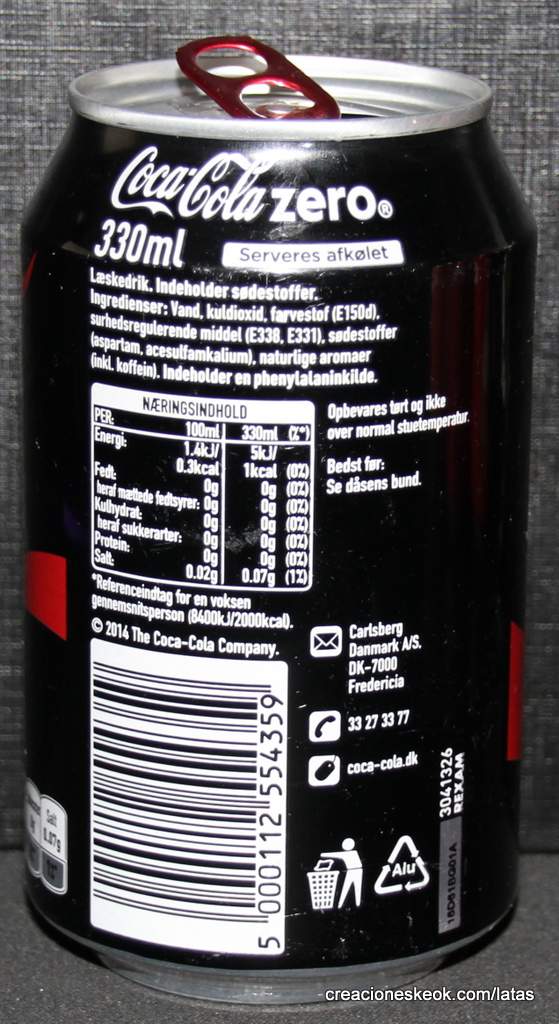 Coca-Cola zero®
330ml
Serveres afkølet
Læskedrik. Indeholder sødestoffer.
Ingredienser: Vand, kuldioxid, farvestof (E150d),
surhedsregulerende middel (E338, E331), sødestoffer
(aspartam, acesulfamkalium), naturlige aromaer
(inkl. koffein). Indeholder en phenylalaninkilde.
NÆRINGSINDHOLD
PER: 100ml 330ml (%*)
Energi: 1.4kJ/ 5kJ/
0.3kcal 1kcal (0%)
Fedt: 0g 0g (0%)
heraf mættede fedtsyrer: 0g 0g (0%)
Kulhydrat: 0g 0g (0%)
heraf sukkerarter: 0g 0g (0%)
Protein: 0g 0g (0%)
Salt: 0.02g 0.07g (1%)
*Referenceindtag for en voksen
gennemsnitsperson (8400kJ/2000kcal).
© 2014 The Coca-Cola Company.
Opbevares tørt og ikke
over normal stuetemperatur.
Bedst før:
Se dåsens bund.
Carlsberg
Danmark A/S.
DK-7000
Fredericia
33 27 33 77
coca-cola.dk
5 000112 554359
Alu
3041326
REXAM
Salt
0.07g
creacioneskeok.com/latas